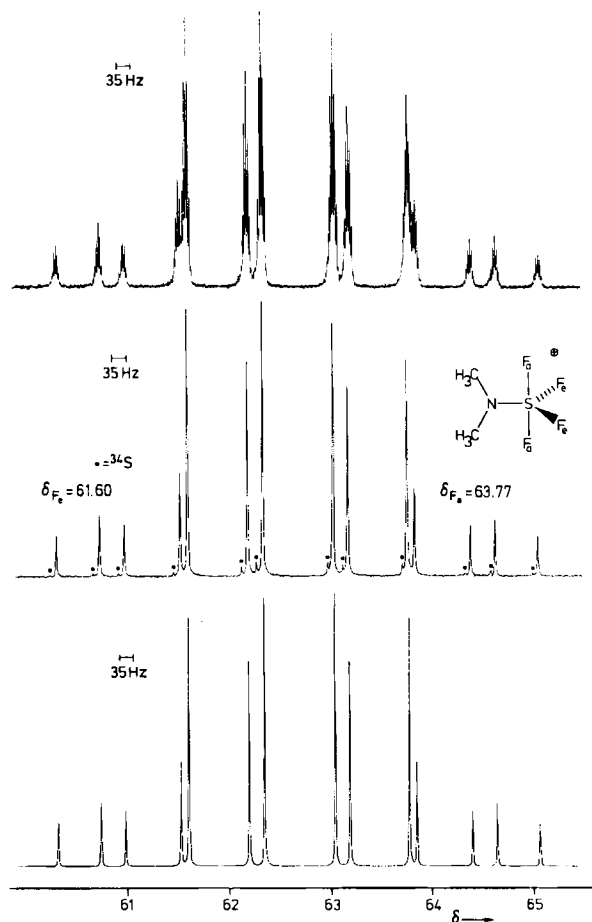 35 Hz
35 Hz
⊕
Fa
H₃C
Fe
N
S
Fe
H₃C
Fa
• = ³⁴S
δFe = 61.60
δFa = 63.77
35 Hz
61 62 63 64 65
δ →